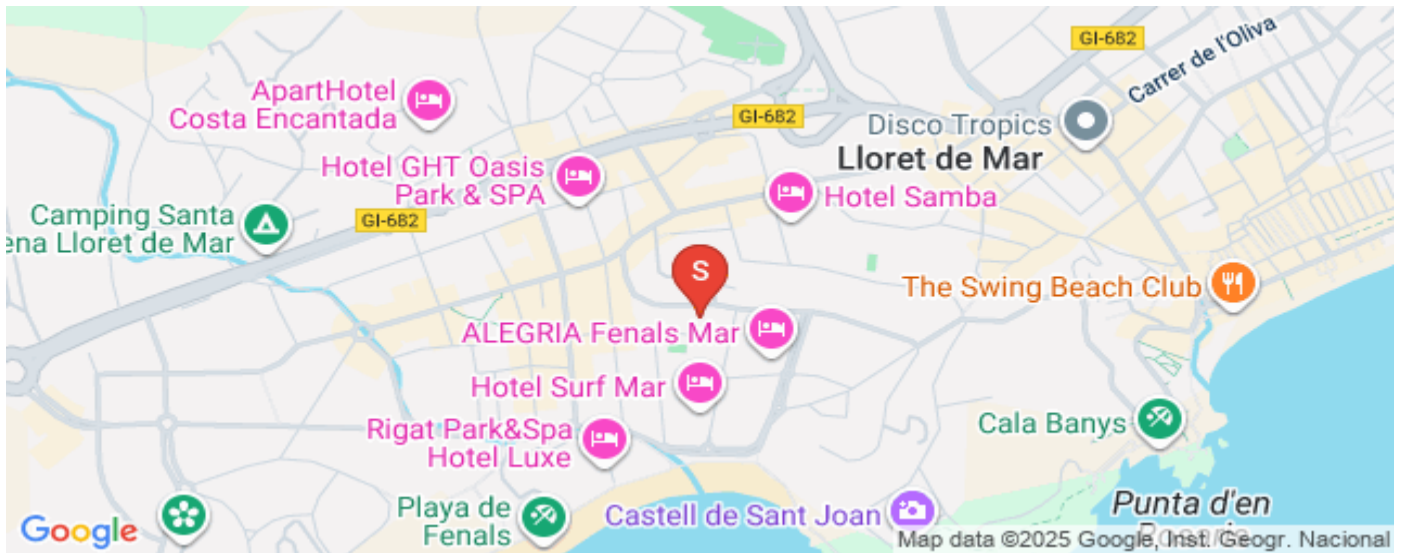 GI-682
Carrer de l'Oliva
ApartHotel
Costa Encantada
GI-682
Disco Tropics
Lloret de Mar
Hotel GHT Oasis
Park & SPA
Hotel Samba
Camping Santa
ena Lloret de Mar
GI-682
S
The Swing Beach Club
ALEGRIA Fenals Mar
Hotel Surf Mar
Rigat Park&Spa
Hotel Luxe
Cala Banys
Playa de
Fenals
Castell de Sant Joan
Punta d'en
Google
Map data ©2025 Google, Inst. Geogr. Nacional